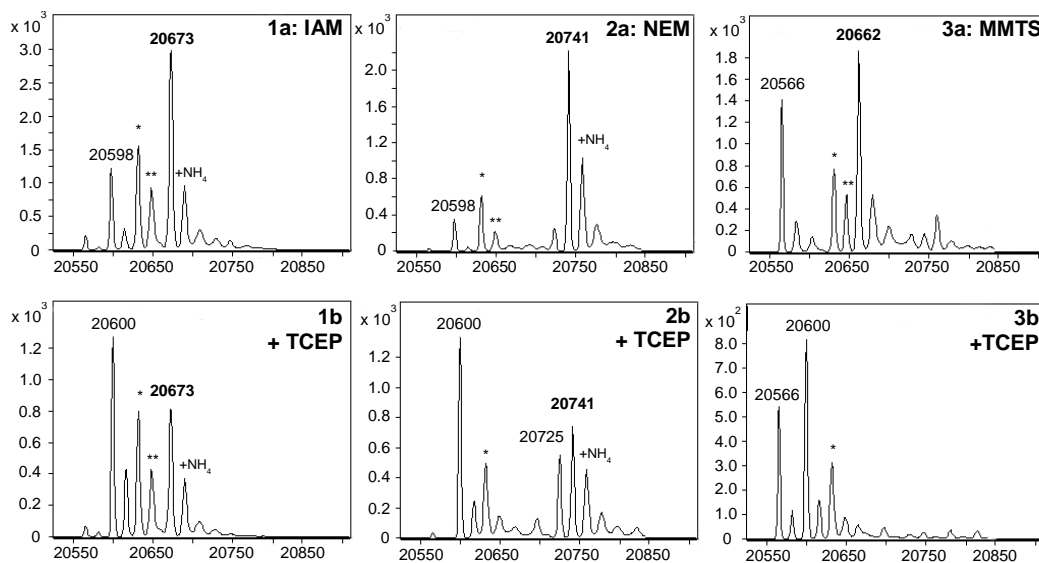 x 10³
1a: IAM
3.0
2.5
2.0
1.5
1.0
0.5
0
20673
20598
*
**
+NH₄
20550 20650 20750 20850
x 10³
2a: NEM
2.0
1.6
1.2
0.8
0.4
0
20741
20598
*
**
+NH₄
20550 20650 20750 20850
x 10³
3a: MMTS
1.8
1.6
1.4
1.2
1.0
0.8
0.6
0.4
0.2
0
20662
20566
*
**
20550 20650 20750 20850
x 10³
1b
+ TCEP
1.2
1.0
0.8
0.6
0.4
0.2
0
20600
*
**
20673
+NH₄
20550 20650 20750 20850
x 10³
2b
+ TCEP
1.2
1.0
0.8
0.6
0.4
0.2
0
20600
*
20725
20741
+NH₄
20550 20650 20750 20850
x 10²
3b
+TCEP
8.0
7.0
6.0
5.0
4.0
3.0
2.0
1.0
0
20600
20566
*
20550 20650 20750 20850